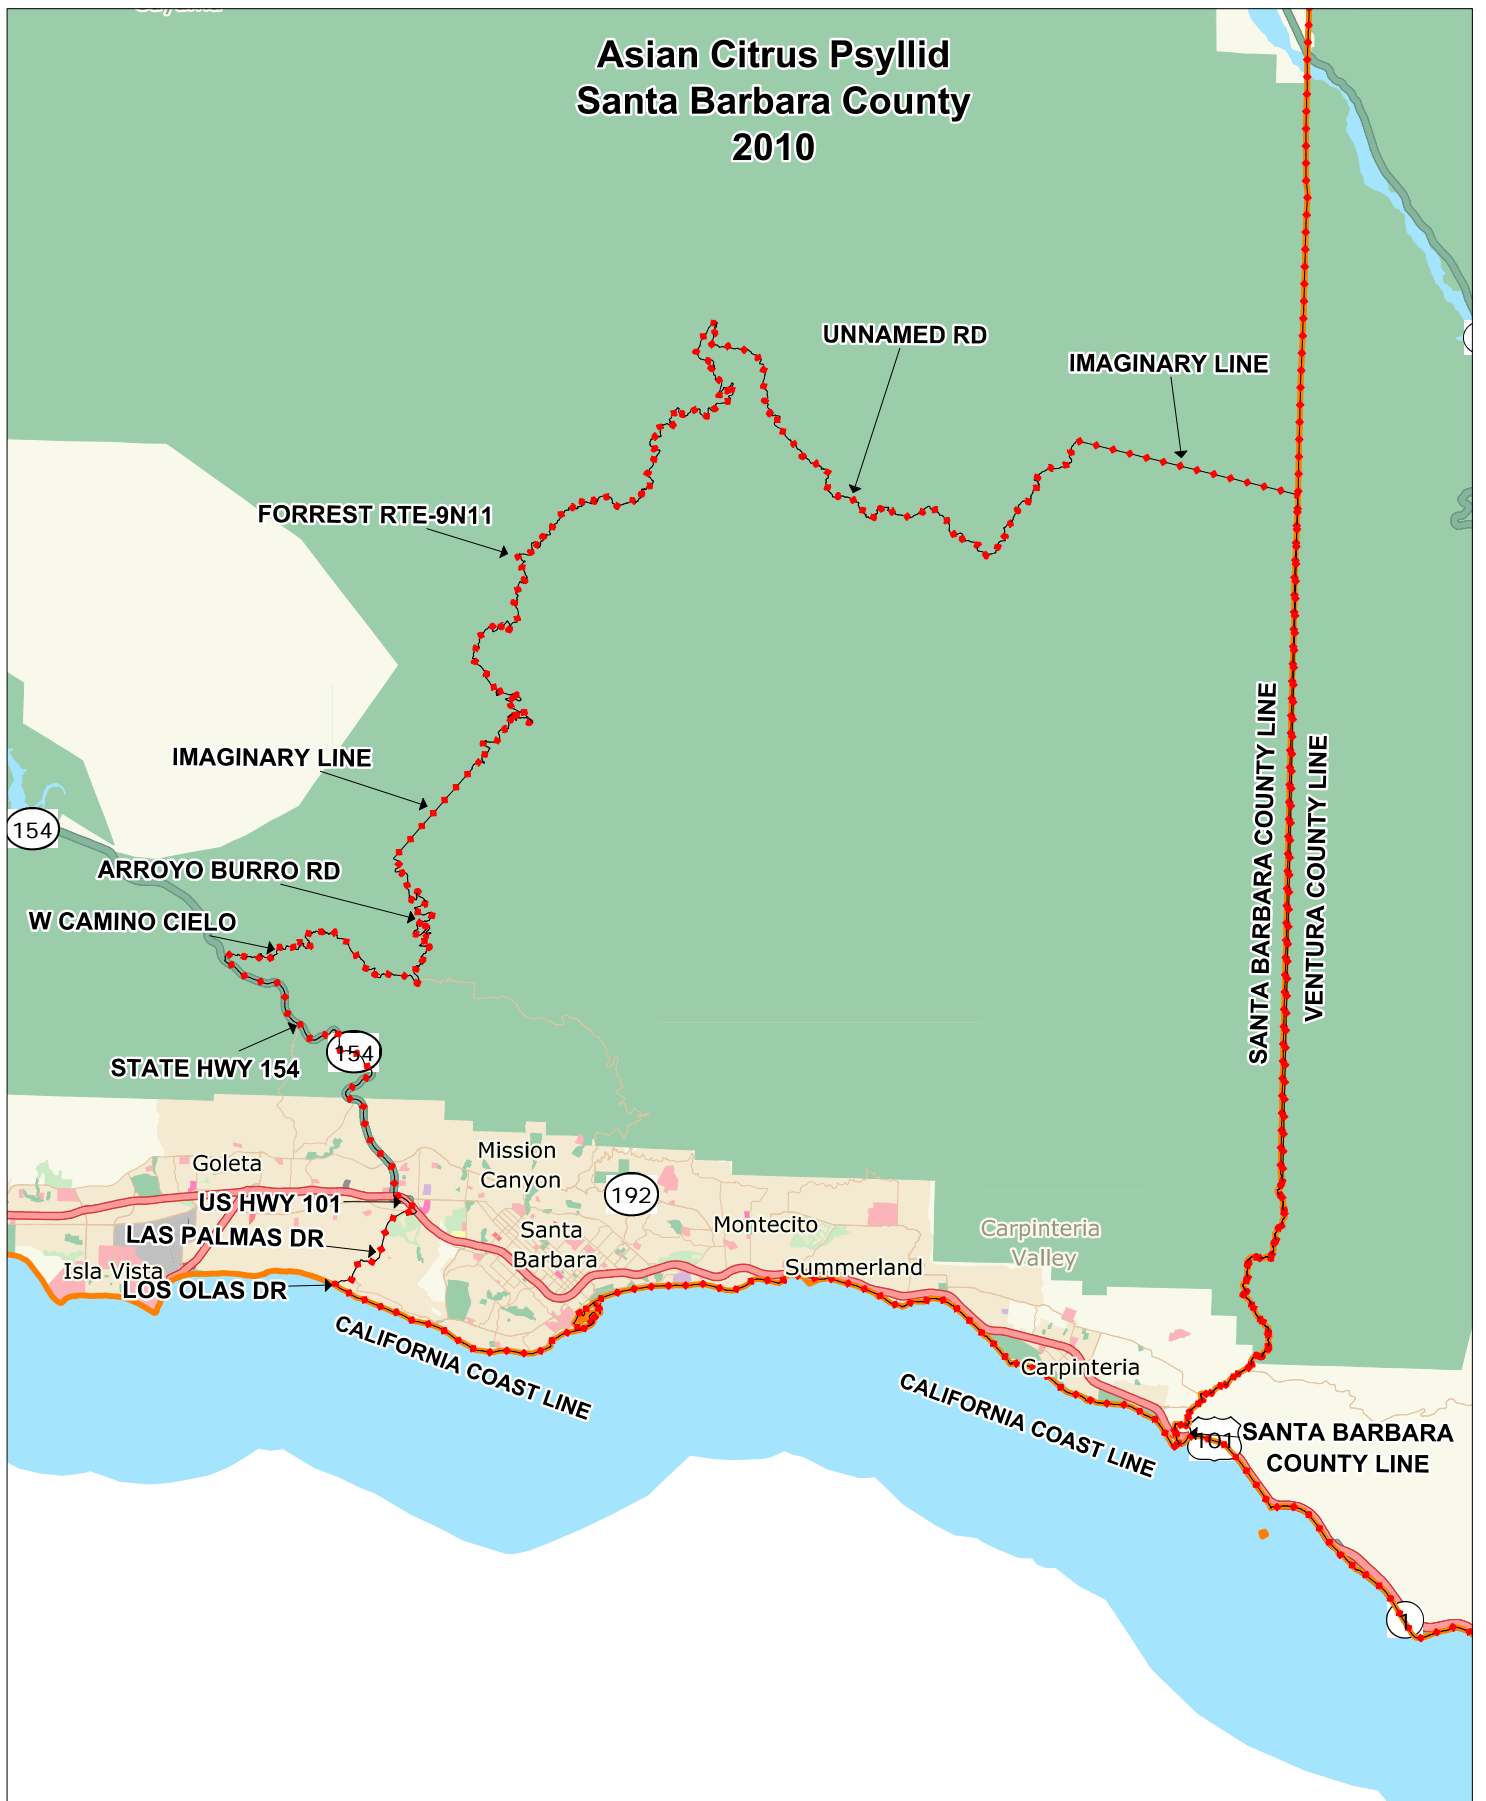 Asian Citrus Psyllid
Santa Barbara County
2010
UNNAMED RD
IMAGINARY LINE
FORREST RTE-9N11
IMAGINARY LINE
SANTA BARBARA COUNTY LINE
VENTURA COUNTY LINE
154
ARROYO BURRO RD
W CAMINO CIELO
154
STATE HWY 154
Mission
Canyon
Goleta
192
US HWY 101
LAS PALMAS DR
Santa
Barbara
Montecito
Carpinteria
Valley
Isla Vista
Summerland
LOS OLAS DR
CALIFORNIA COAST LINE
Carpinteria
CALIFORNIA COAST LINE
101
SANTA BARBARA
COUNTY LINE
1